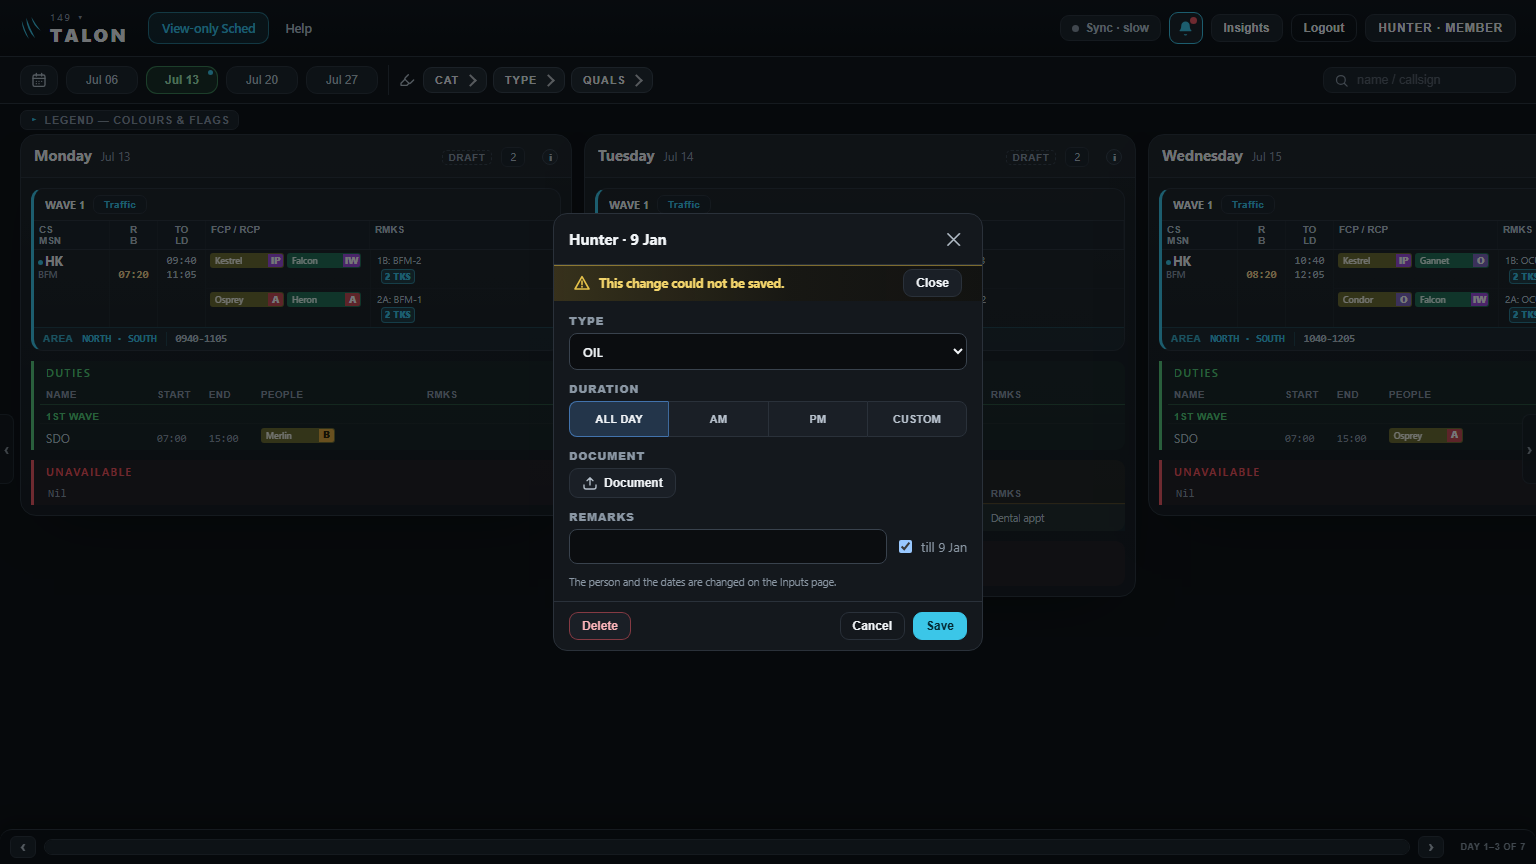 149
TALON
View-only Sched
Help
Sync · slow
Insights
Logout
HUNTER · MEMBER
Jul 06
Jul 13
Jul 20
Jul 27
CAT
TYPE
QUALS
name / callsign
LEGEND — COLOURS & FLAGS
Monday Jul 13
DRAFT
2
i
WAVE 1 Traffic
CS R TO FCP / RCP RMKS
MSN B LD
HK 09:40 Kestrel IP Falcon IW 1B: BFM-2
BFM 07:20 11:05 2 TKS
Osprey A Heron A 2A: BFM-1
2 TKS
AREA NORTH · SOUTH 0940-1105
DUTIES
NAME START END PEOPLE RMKS
1ST WAVE
SDO 07:00 15:00 Merlin B
UNAVAILABLE
Nil
Tuesday Jul 14
DRAFT
2
i
WAVE 1 Traffic
RMKS
RMKS
Dental appt
Wednesday Jul 15
WAVE 1 Traffic
CS R TO FCP / RCP RMKS
MSN B LD
HK 10:40 Kestrel IP Gannet O 1B: OCU
BFM 08:20 12:05 2 TKS
Condor O Falcon IW 2A: OC
2 TKS
AREA NORTH · SOUTH 1040-1205
DUTIES
NAME START END PEOPLE
1ST WAVE
SDO 07:00 15:00 Osprey A
UNAVAILABLE
Nil
Hunter · 9 Jan
This change could not be saved.
Close
TYPE
OIL
DURATION
ALL DAY
AM
PM
CUSTOM
DOCUMENT
Document
REMARKS
till 9 Jan
The person and the dates are changed on the Inputs page.
Delete
Cancel
Save
DAY 1–3 OF 7